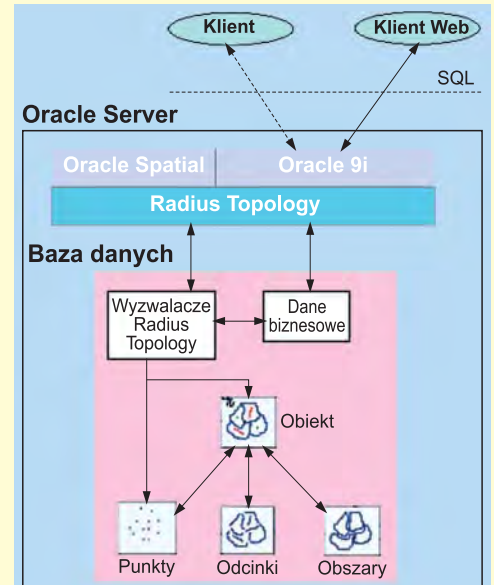 Klient
Klient Web
SQL
Oracle Server
Oracle Spatial
Oracle 9i
Radius Topology
Baza danych
Wyzwalacze
Radius
Topology
Dane
biznesowe
Obiekt
Punkty
Odcinki
Obszary